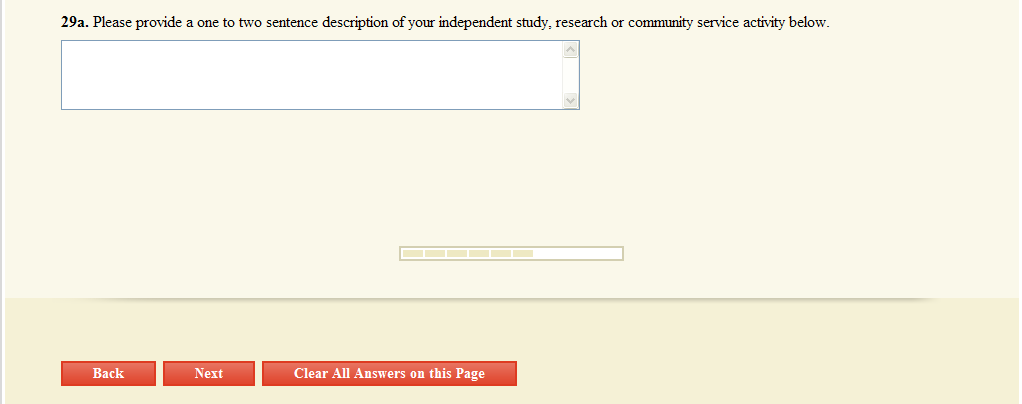 29a. Please provide a one to two sentence description of your independent study, research or community service activity below.
Back Next Clear All Answers on this Page